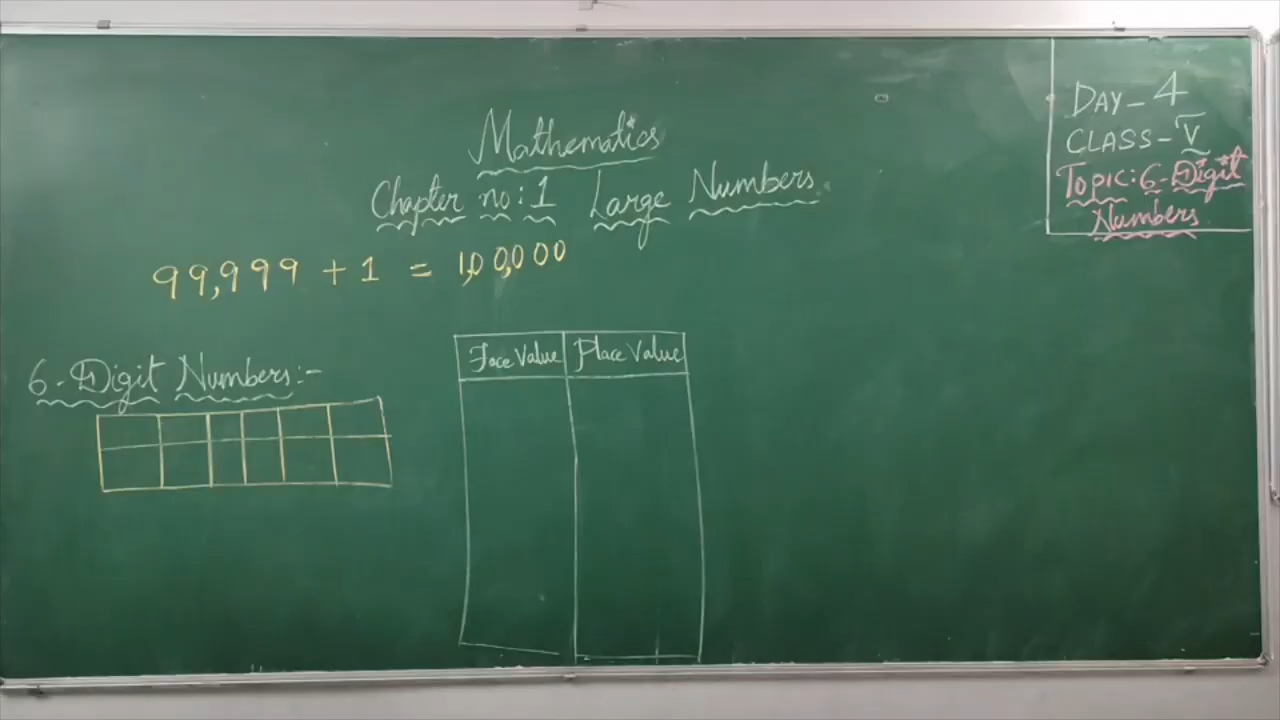 Mathematics
Chapter no:1 Large Numbers
99,999 + 1 = 1,00,000
6-Digit Numbers:-
Face Value Place Value
DAY-4
CLASS-V
TOPIC:6-Digit
Numbers